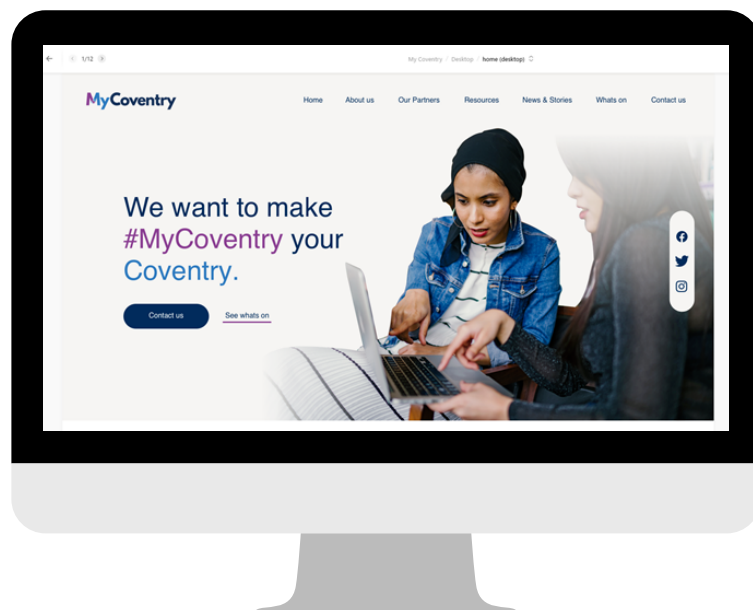 1/12
My Coventry / Desktop / home (desktop)
MyCoventry
Home About us Our Partners Resources News & Stories Whats on Contact us
We want to make
#MyCoventry your
Coventry.
Contact us See whats on